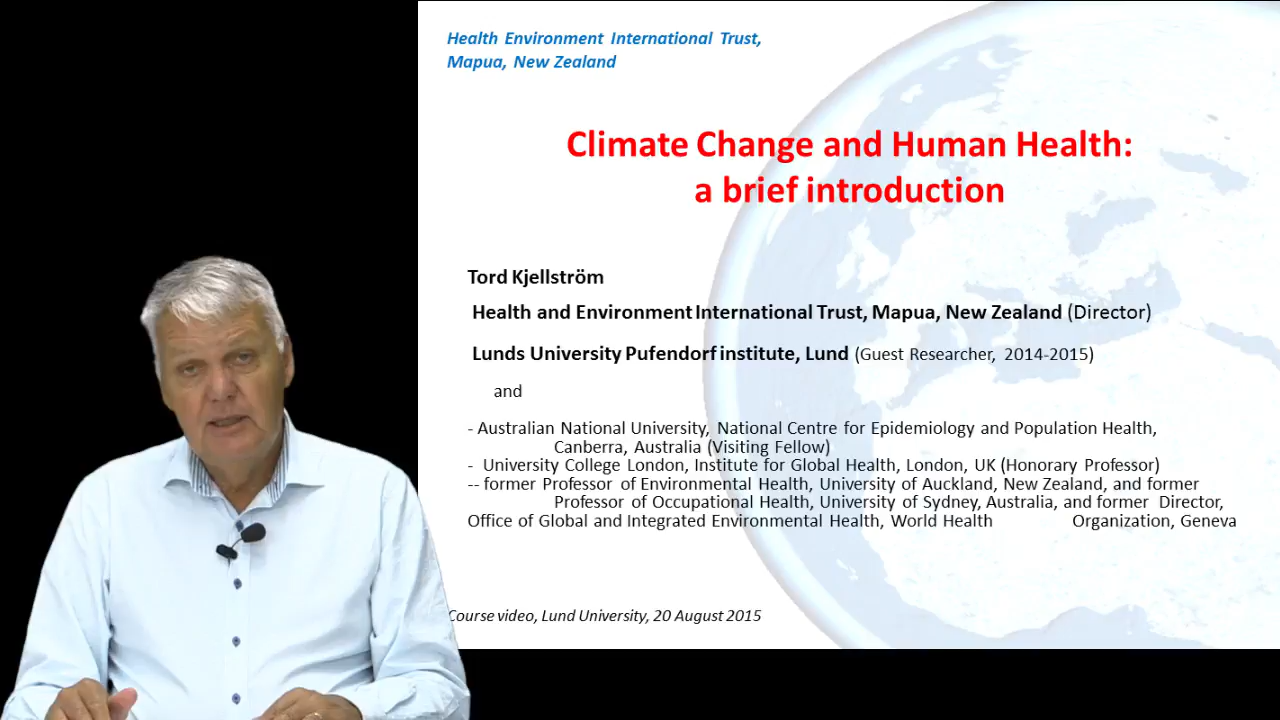 Health Environment International Trust,
Mapua, New Zealand
Climate Change and Human Health:
a brief introduction
Tord Kjellström
Health and Environment International Trust, Mapua, New Zealand (Director)
Lunds University Pufendorf institute, Lund (Guest Researcher, 2014-2015)
and
- Australian National University, National Centre for Epidemiology and Population Health,
Canberra, Australia (Visiting Fellow)
- University College London, Institute for Global Health, London, UK (Honorary Professor)
-- former Professor of Environmental Health, University of Auckland, New Zealand, and former
Professor of Occupational Health, University of Sydney, Australia, and former Director,
Office of Global and Integrated Environmental Health, World Health Organization, Geneva
Course video, Lund University, 20 August 2015